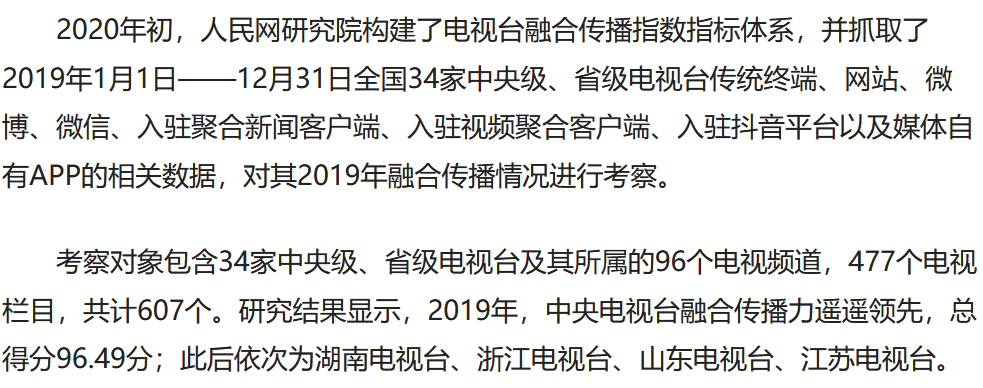 2020年初，人民网研究院构建了电视台融合传播指数指标体系，并抓取了
2019年1月1日——12月31日全国34家中央级、省级电视台传统终端、网站、微
博、微信、入驻聚合新闻客户端、入驻视频聚合客户端、入驻抖音平台以及媒体自
有APP的相关数据，对其2019年融合传播情况进行考察。
考察对象包含34家中央级、省级电视台及其所属的96个电视频道，477个电视
栏目，共计607个。研究结果显示，2019年，中央电视台融合传播力遥遥领先，总
得分96.49分；此后依次为湖南电视台、浙江电视台、山东电视台、江苏电视台。